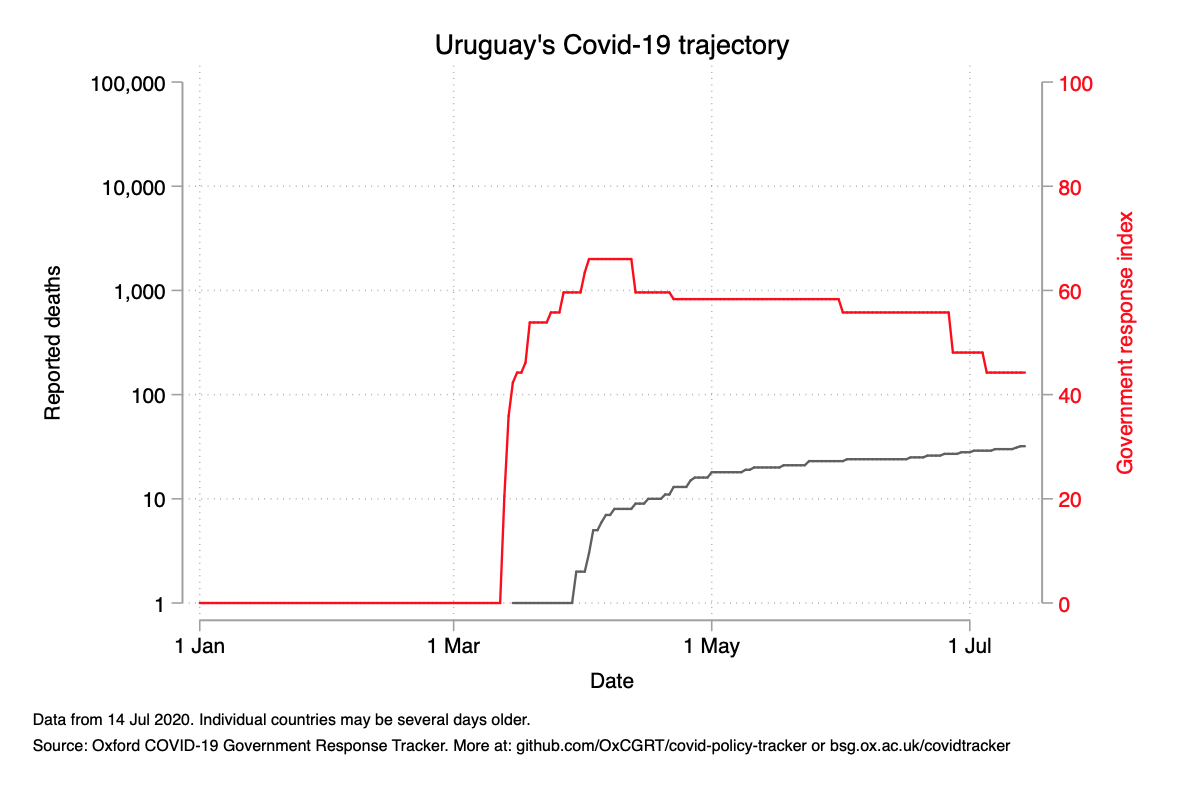 Uruguay's Covid-19 trajectory
100,000
10,000
1,000
100
10
1
Reported deaths
100
80
60
40
20
0
Government response index
1 Jan
1 Mar
1 May
1 Jul
Date
Data from 14 Jul 2020. Individual countries may be several days older.
Source: Oxford COVID-19 Government Response Tracker. More at: github.com/OxCGRT/covid-policy-tracker or bsg.ox.ac.uk/covidtracker